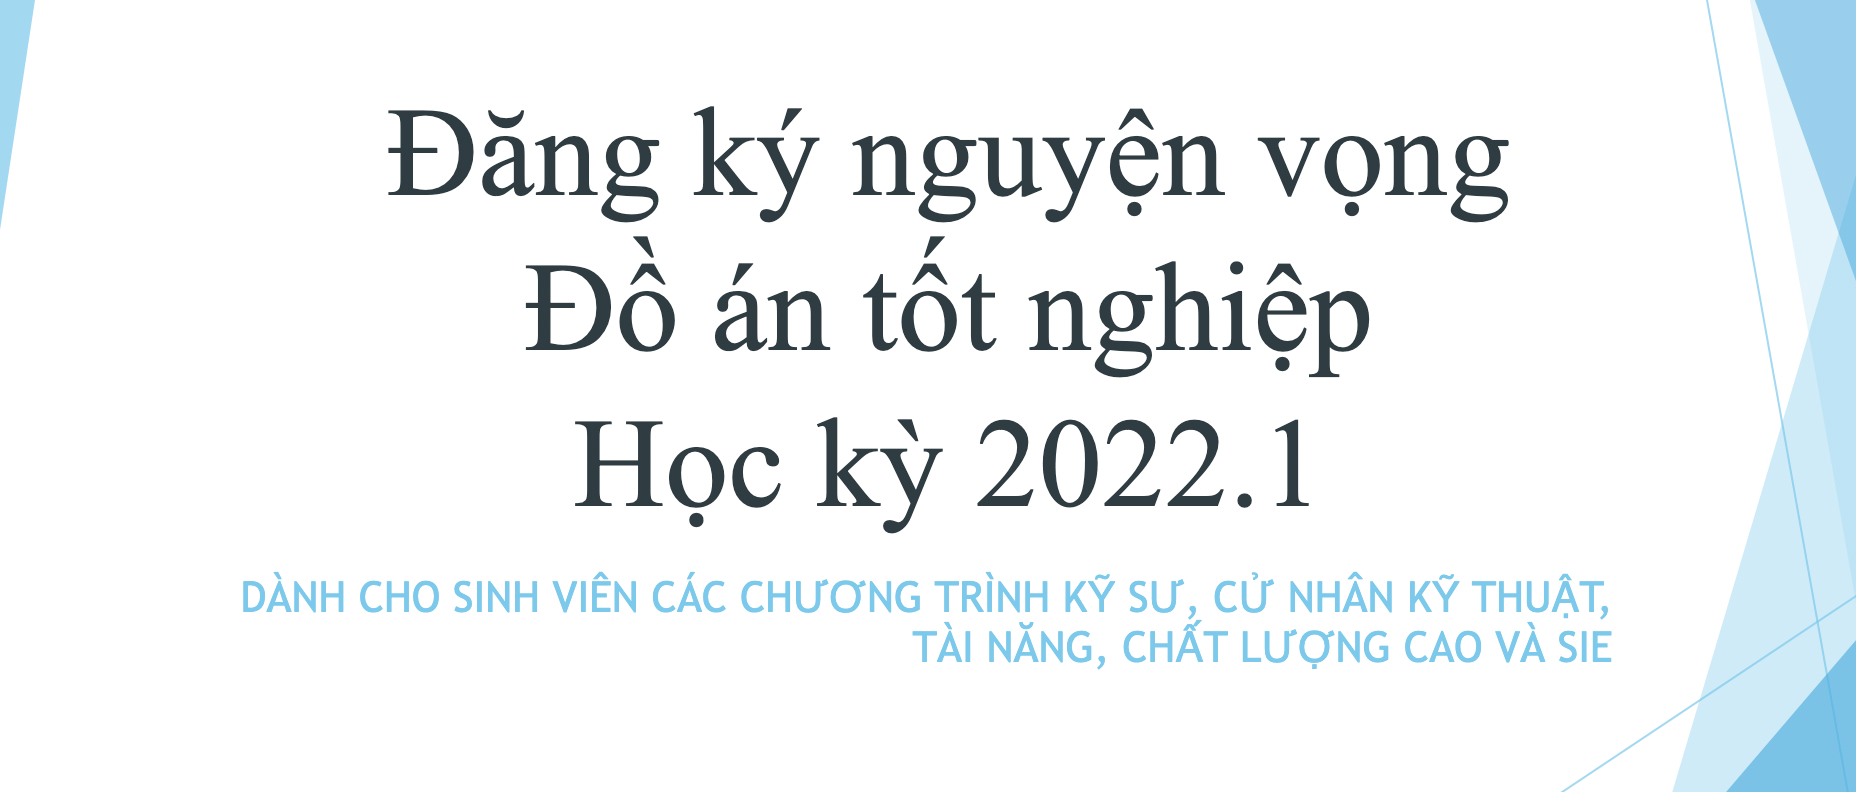 Đăng ký nguyện vọng
Đồ án tốt nghiệp
Học kỳ 2022.1
DÀNH CHO SINH VIÊN CÁC CHƯƠNG TRÌNH KỸ SƯ, CỬ NHÂN KỸ THUẬT,
TÀI NĂNG, CHẤT LƯỢNG CAO VÀ SIE